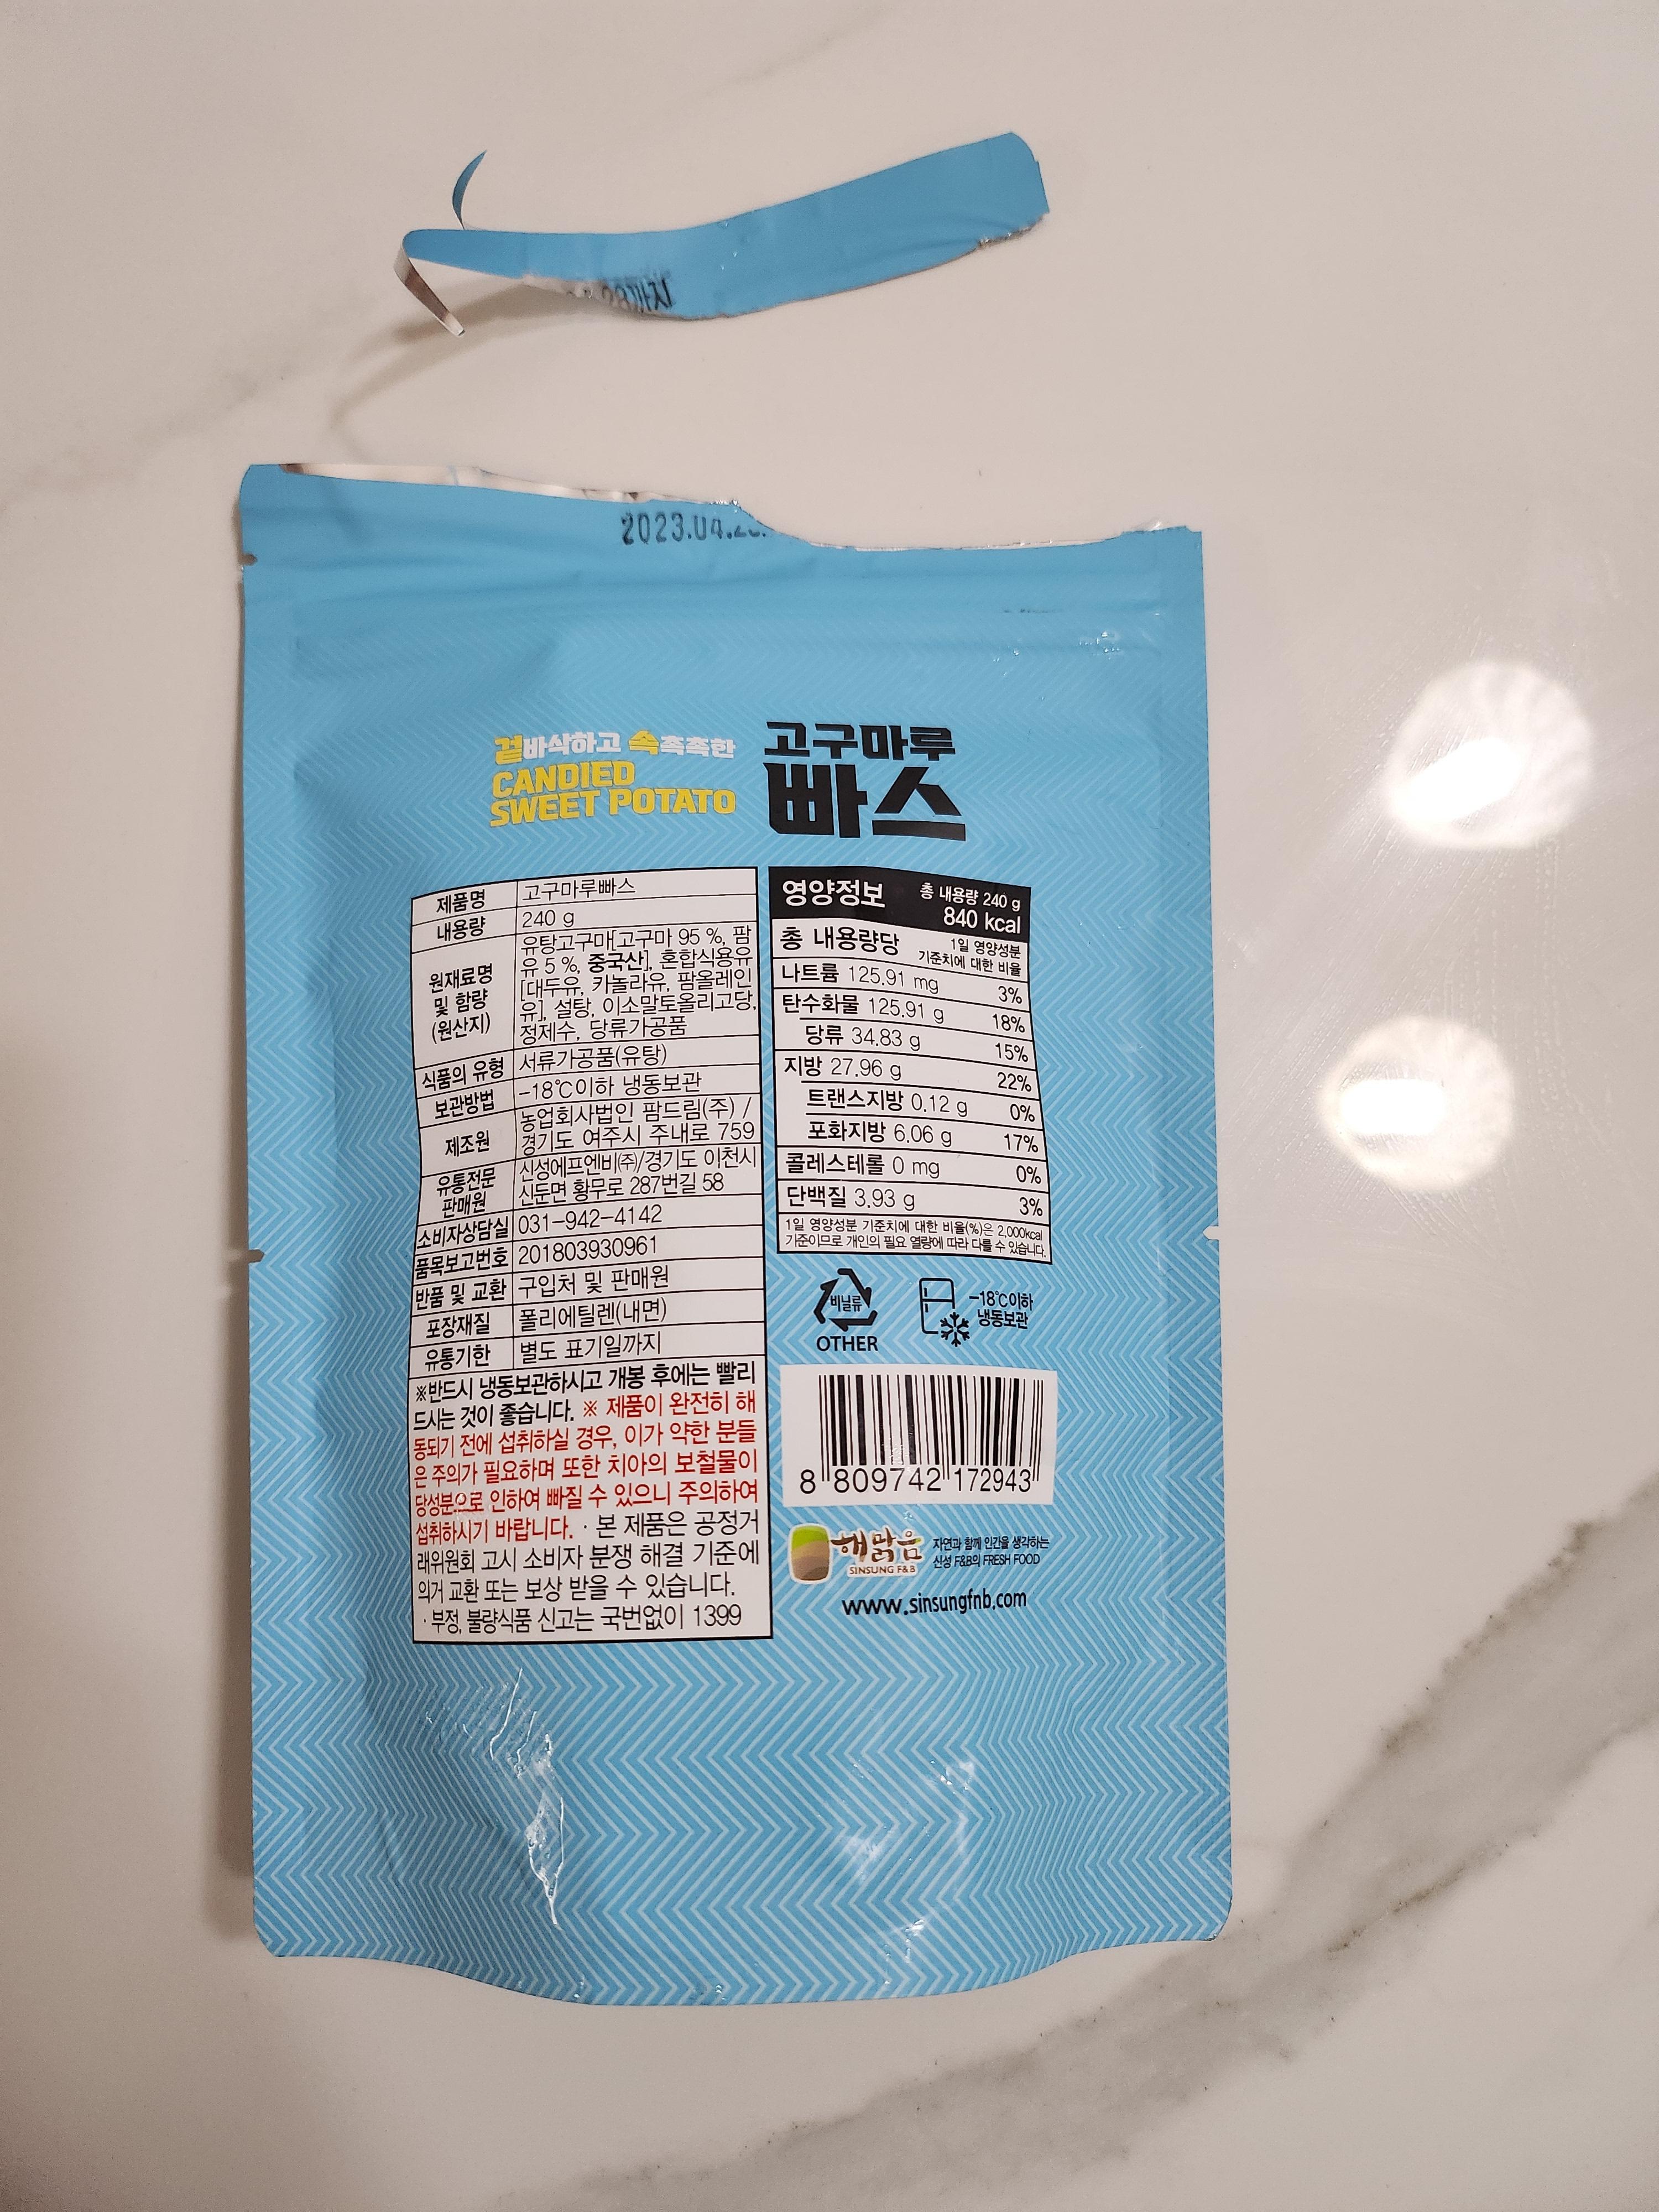 2023.04.
겉바삭하고 속촉촉한
CANDIED
SWEET POTATO
고구마루
빠스
제품명 고구마루빠스
내용량 240 g
원재료명 및 함량 (원산지) 유탕고구마[고구마 95 %, 팜
유 5 %, 중국산], 혼합식용유
[대두유, 카놀라유, 팜올레인
유], 설탕, 이소말토올리고당,
정제수, 당류가공품
식품의 유형 서류가공품(유탕)
보관방법 -18℃이하 냉동보관
제조원 농업회사법인 팜드림(주) /
경기도 여주시 주내로 759
유통전문 판매원 신성에프엔비(주)/경기도 이천시
신둔면 황무로 287번길 58
소비자상담실 031-942-4142
품목보고번호 201803930961
반품 및 교환 구입처 및 판매원
포장재질 폴리에틸렌(내면)
유통기한 별도 표기일까지
※반드시 냉동보관하시고 개봉 후에는 빨리
드시는 것이 좋습니다. ※ 제품이 완전히 해
동되기 전에 섭취하실 경우, 이가 약한 분들
은 주의가 필요하며 또한 치아의 보철물이
당성분으로 인하여 빠질 수 있으니 주의하여
섭취하시기 바랍니다. · 본 제품은 공정거
래위원회 고시 소비자 분쟁 해결 기준에
의거 교환 또는 보상 받을 수 있습니다.
· 부정, 불량식품 신고는 국번없이 1399
영양정보 총 내용량 240 g
840 kcal
총 내용량당 1일 영양성분
기준치에 대한 비율
나트륨 125.91 mg 3%
탄수화물 125.91 g 18%
당류 34.83 g 15%
지방 27.96 g 22%
트랜스지방 0.12 g 0%
포화지방 6.06 g 17%
콜레스테롤 0 mg 0%
단백질 3.93 g 3%
1일 영양성분 기준치에 대한 비율(%)은 2,000kcal
기준이므로 개인의 필요 열량에 따라 다를 수 있습니다.
비닐류
OTHER
-18℃이하
냉동보관
8 809742 172943
해맑음
SINSUNG F&B
자연과 함께 인간을 생각하는
신성 F&B의 FRESH FOOD
www.sinsungfnb.com